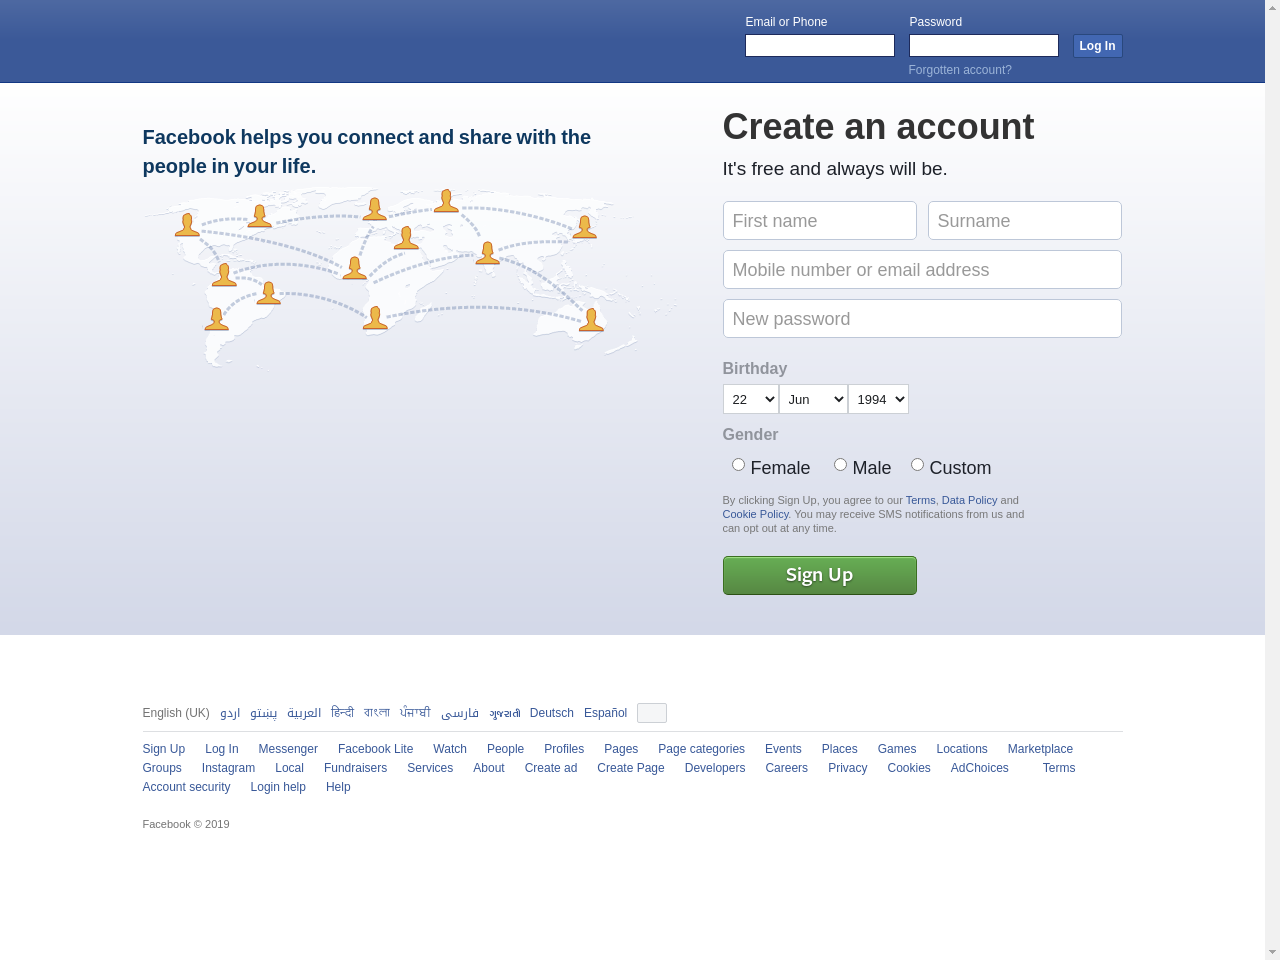 Email or Phone
Password
Log In
Forgotten account?
Facebook helps you connect and share with the
people in your life.
Create an account
It's free and always will be.
First name
Surname
Mobile number or email address
New password
Birthday
22 Jun 1994
Gender
Female Male Custom
By clicking Sign Up, you agree to our Terms, Data Policy and
Cookie Policy. You may receive SMS notifications from us and
can opt out at any time.
Sign Up
English (UK) اردو پښتو العربية हिन्दी বাংলা ਪੰਜਾਬੀ فارسی ગુજરાતી Deutsch Español
Sign Up Log In Messenger Facebook Lite Watch People Profiles Pages Page categories Events Places Games Locations Marketplace
Groups Instagram Local Fundraisers Services About Create ad Create Page Developers Careers Privacy Cookies AdChoices Terms
Account security Login help Help
Facebook © 2019